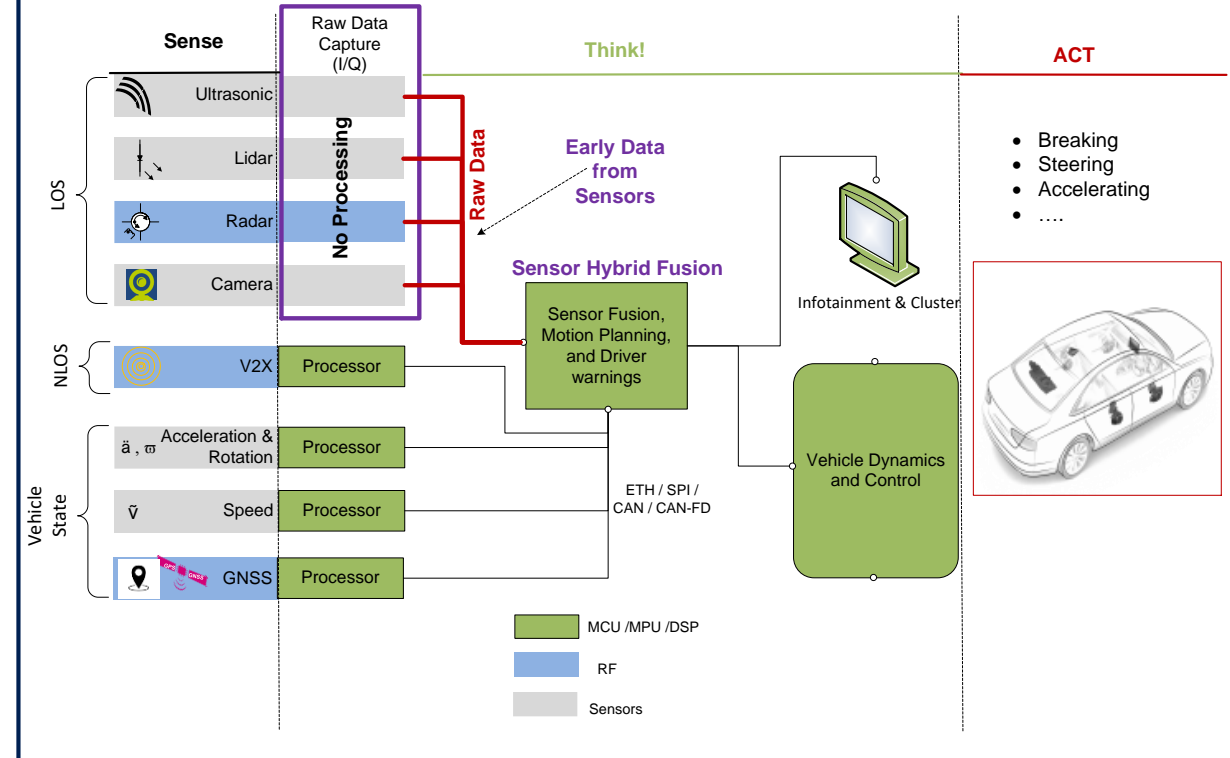 Sense
Raw Data
Capture
(I/Q)
Think!
ACT
LOS
Ultrasonic
Lidar
Radar
Camera
No Processing
Raw Data
Early Data
from
Sensors
• Breaking
• Steering
• Accelerating
• ….
Sensor Hybrid Fusion
Sensor Fusion,
Motion Planning,
and Driver
warnings
Infotainment & Cluster
NLOS
V2X
Processor
Vehicle
State
ä , ϖ
Acceleration &
Rotation
Processor
ṽ
Speed
Processor
GPS
GNSS
GNSS
Processor
ETH / SPI /
CAN / CAN-FD
Vehicle Dynamics
and Control
MCU /MPU /DSP
RF
Sensors